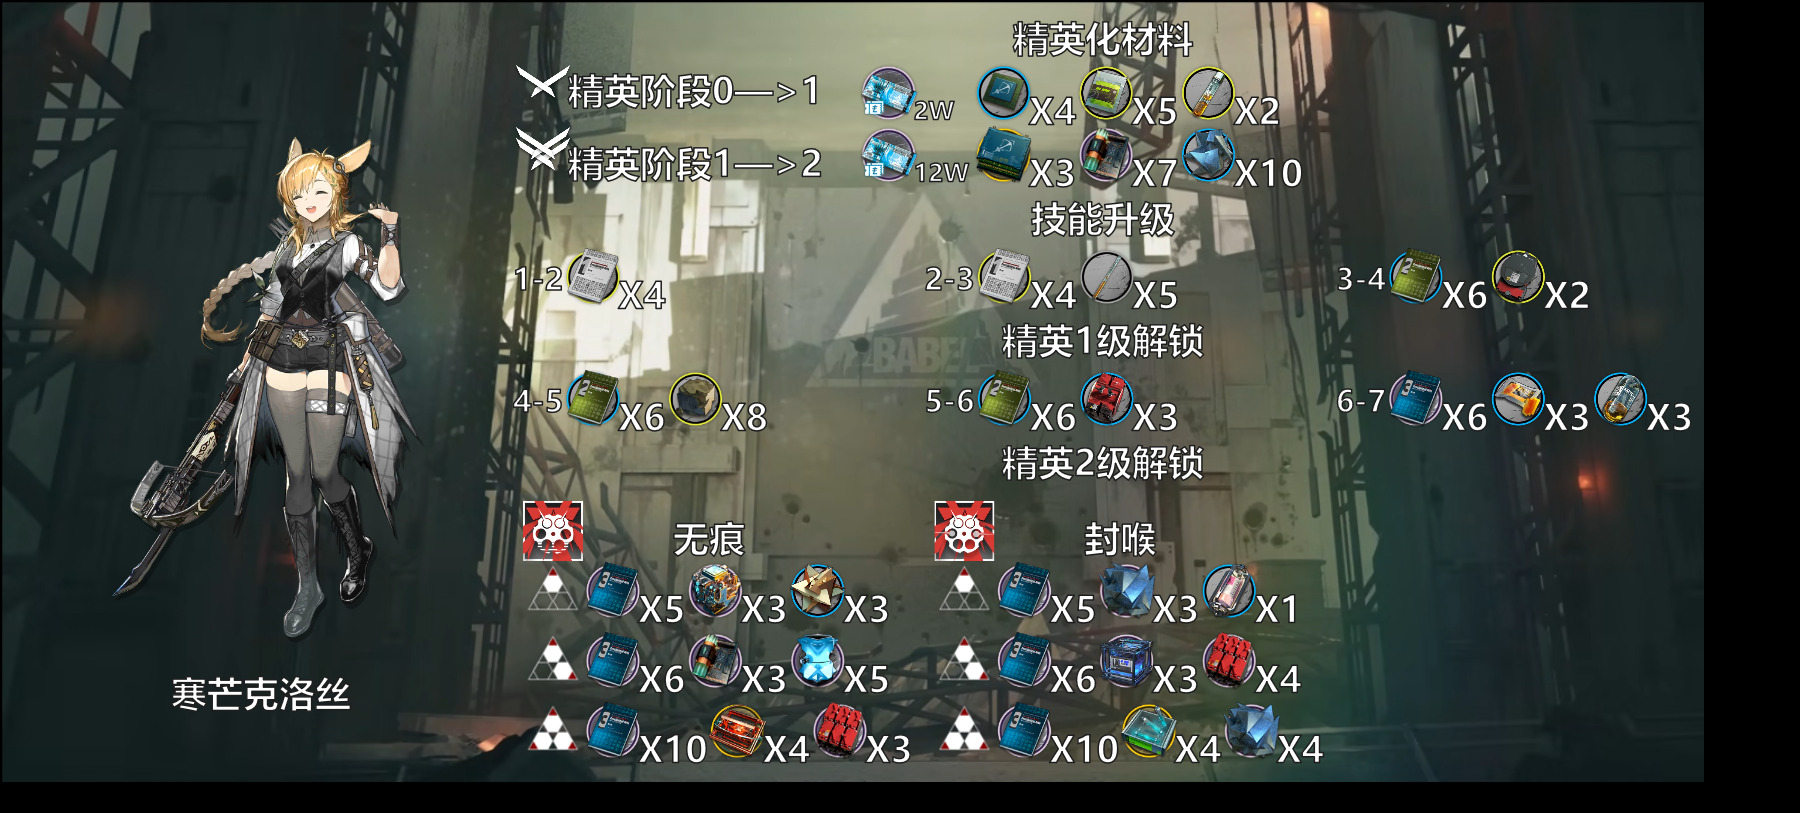 精英化材料
精英阶段0—>1 2W X4 X5 X2
精英阶段1—>2 12W X3 X7 X10
技能升级
1-2 X4 2-3 X4 X5 3-4 X6 X2
精英1级解锁
BABEL
4-5 X6 X8 5-6 X6 X3 6-7 X6 X3 X3
精英2级解锁
无痕 封喉
X5 X3 X3 X5 X3 X1
X6 X3 X5 X6 X3 X4
寒芒克洛丝
X10 X4 X3 X10 X4 X4